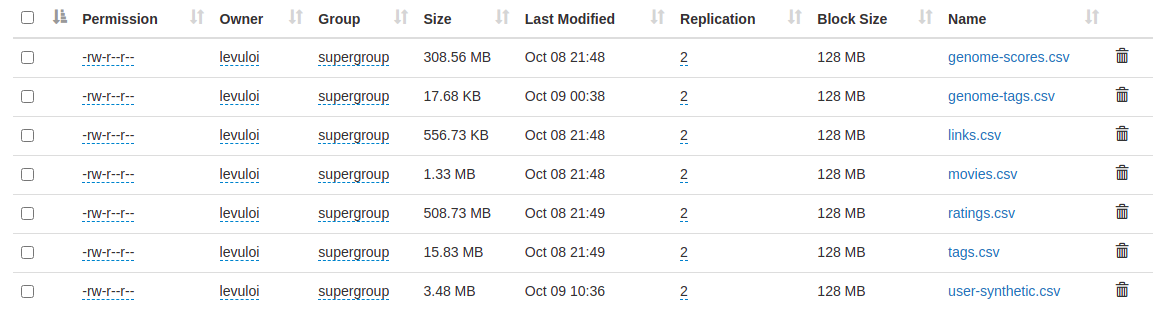 Permission Owner Group Size Last Modified Replication Block Size Name
-rw-r--r-- levuloi supergroup 308.56 MB Oct 08 21:48 2 128 MB genome-scores.csv
-rw-r--r-- levuloi supergroup 17.68 KB Oct 09 00:38 2 128 MB genome-tags.csv
-rw-r--r-- levuloi supergroup 556.73 KB Oct 08 21:48 2 128 MB links.csv
-rw-r--r-- levuloi supergroup 1.33 MB Oct 08 21:48 2 128 MB movies.csv
-rw-r--r-- levuloi supergroup 508.73 MB Oct 08 21:49 2 128 MB ratings.csv
-rw-r--r-- levuloi supergroup 15.83 MB Oct 08 21:49 2 128 MB tags.csv
-rw-r--r-- levuloi supergroup 3.48 MB Oct 09 10:36 2 128 MB user-synthetic.csv